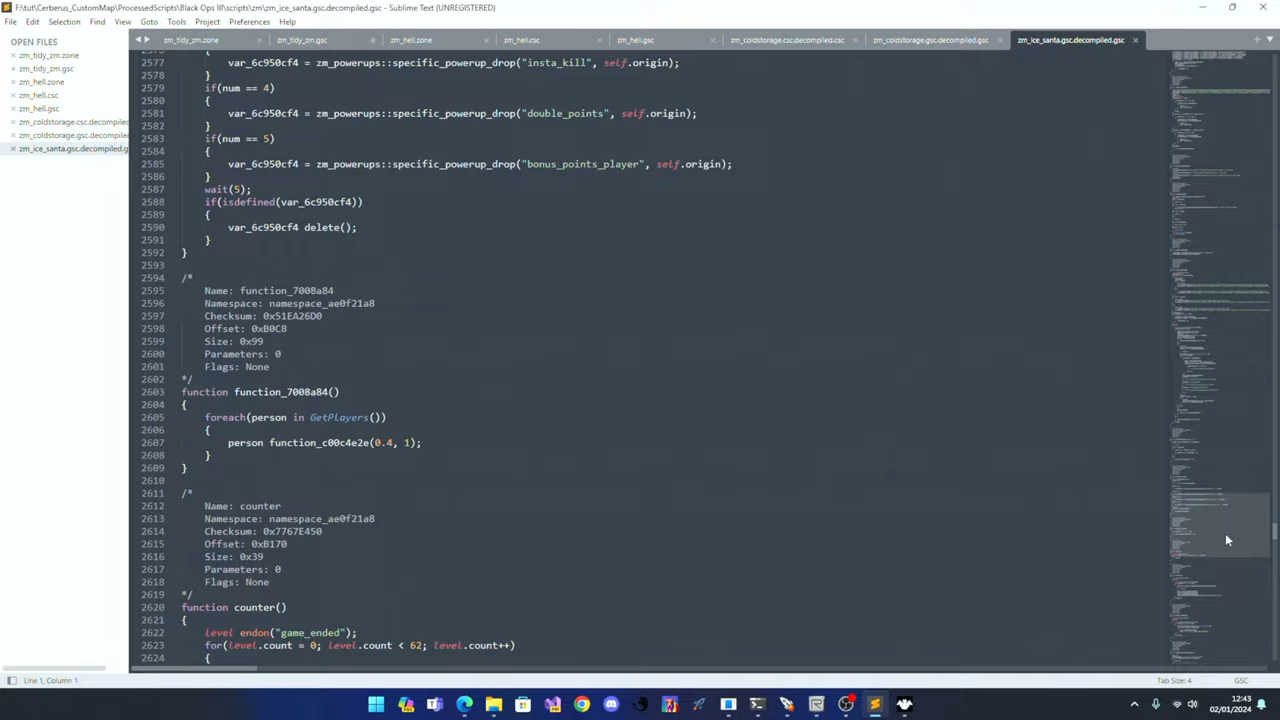 F:\tut\Cerberus_CustomMap\ProcessedScripts\Black Ops III\scripts\zm\zm_ice_santa.gsc.decompiled.gsc - Sublime Text (UNREGISTERED)
File Edit Selection Find View Goto Tools Project Preferences Help
OPEN FILES
zm_tidy_zm.zone
zm_tidy_zm.gsc
zm_hell.zone
zm_hell.csc
zm_hell.gsc
zm_coldstorage.csc.decompiled
zm_coldstorage.gsc.decompile
zm_ice_santa.gsc.decompiled.g
zm_tidy_zm.zone zm_tidy_zm.gsc zm_hell.zone zm_hell.csc zm_hell.gsc zm_coldstorage.csc.decompiled.csc zm_coldstorage.gsc.decompiled.gsc zm_ice_santa.gsc.decompiled.gsc
2576 {
2577 var_6c950cf4 = zm_powerups::specific_powerup_drop("insta_kill", self.origin);
2578 }
2579 if(num == 4)
2580 {
2581 var_6c950cf4 = zm_powerups::specific_powerup_drop("double_points", self.origin);
2582 }
2583 if(num == 5)
2584 {
2585 var_6c950cf4 = zm_powerups::specific_powerup_drop("bonus_points_player", self.origin);
2586 }
2587 wait(5);
2588 if(isdefined(var_6c950cf4))
2589 {
2590 var_6c950cf4 delete();
2591 }
2592 }
2593
2594 /*
2595 Name: function_7008a84
2596 Namespace: namespace_ae0f21a8
2597 Checksum: 0x51EA26D0
2598 Offset: 0xB0C8
2599 Size: 0x99
2600 Parameters: 0
2601 Flags: None
2602 */
2603 function function_7008a84()
2604 {
2605 foreach(person in GetPlayers())
2606 {
2607 person function_c00c4e2e(0.4, 1);
2608 }
2609 }
2610
2611 /*
2612 Name: counter
2613 Namespace: namespace_ae0f21a8
2614 Checksum: 0x7767E450
2615 Offset: 0xB170
2616 Size: 0x39
2617 Parameters: 0
2618 Flags: None
2619 */
2620 function counter()
2621 {
2622 level endon("game_ended");
2623 for(level.count = 0; level.count < 62; level.count++)
2624 {
Line 1, Column 1
Tab Size: 4
GSC
12:43
02/01/2024